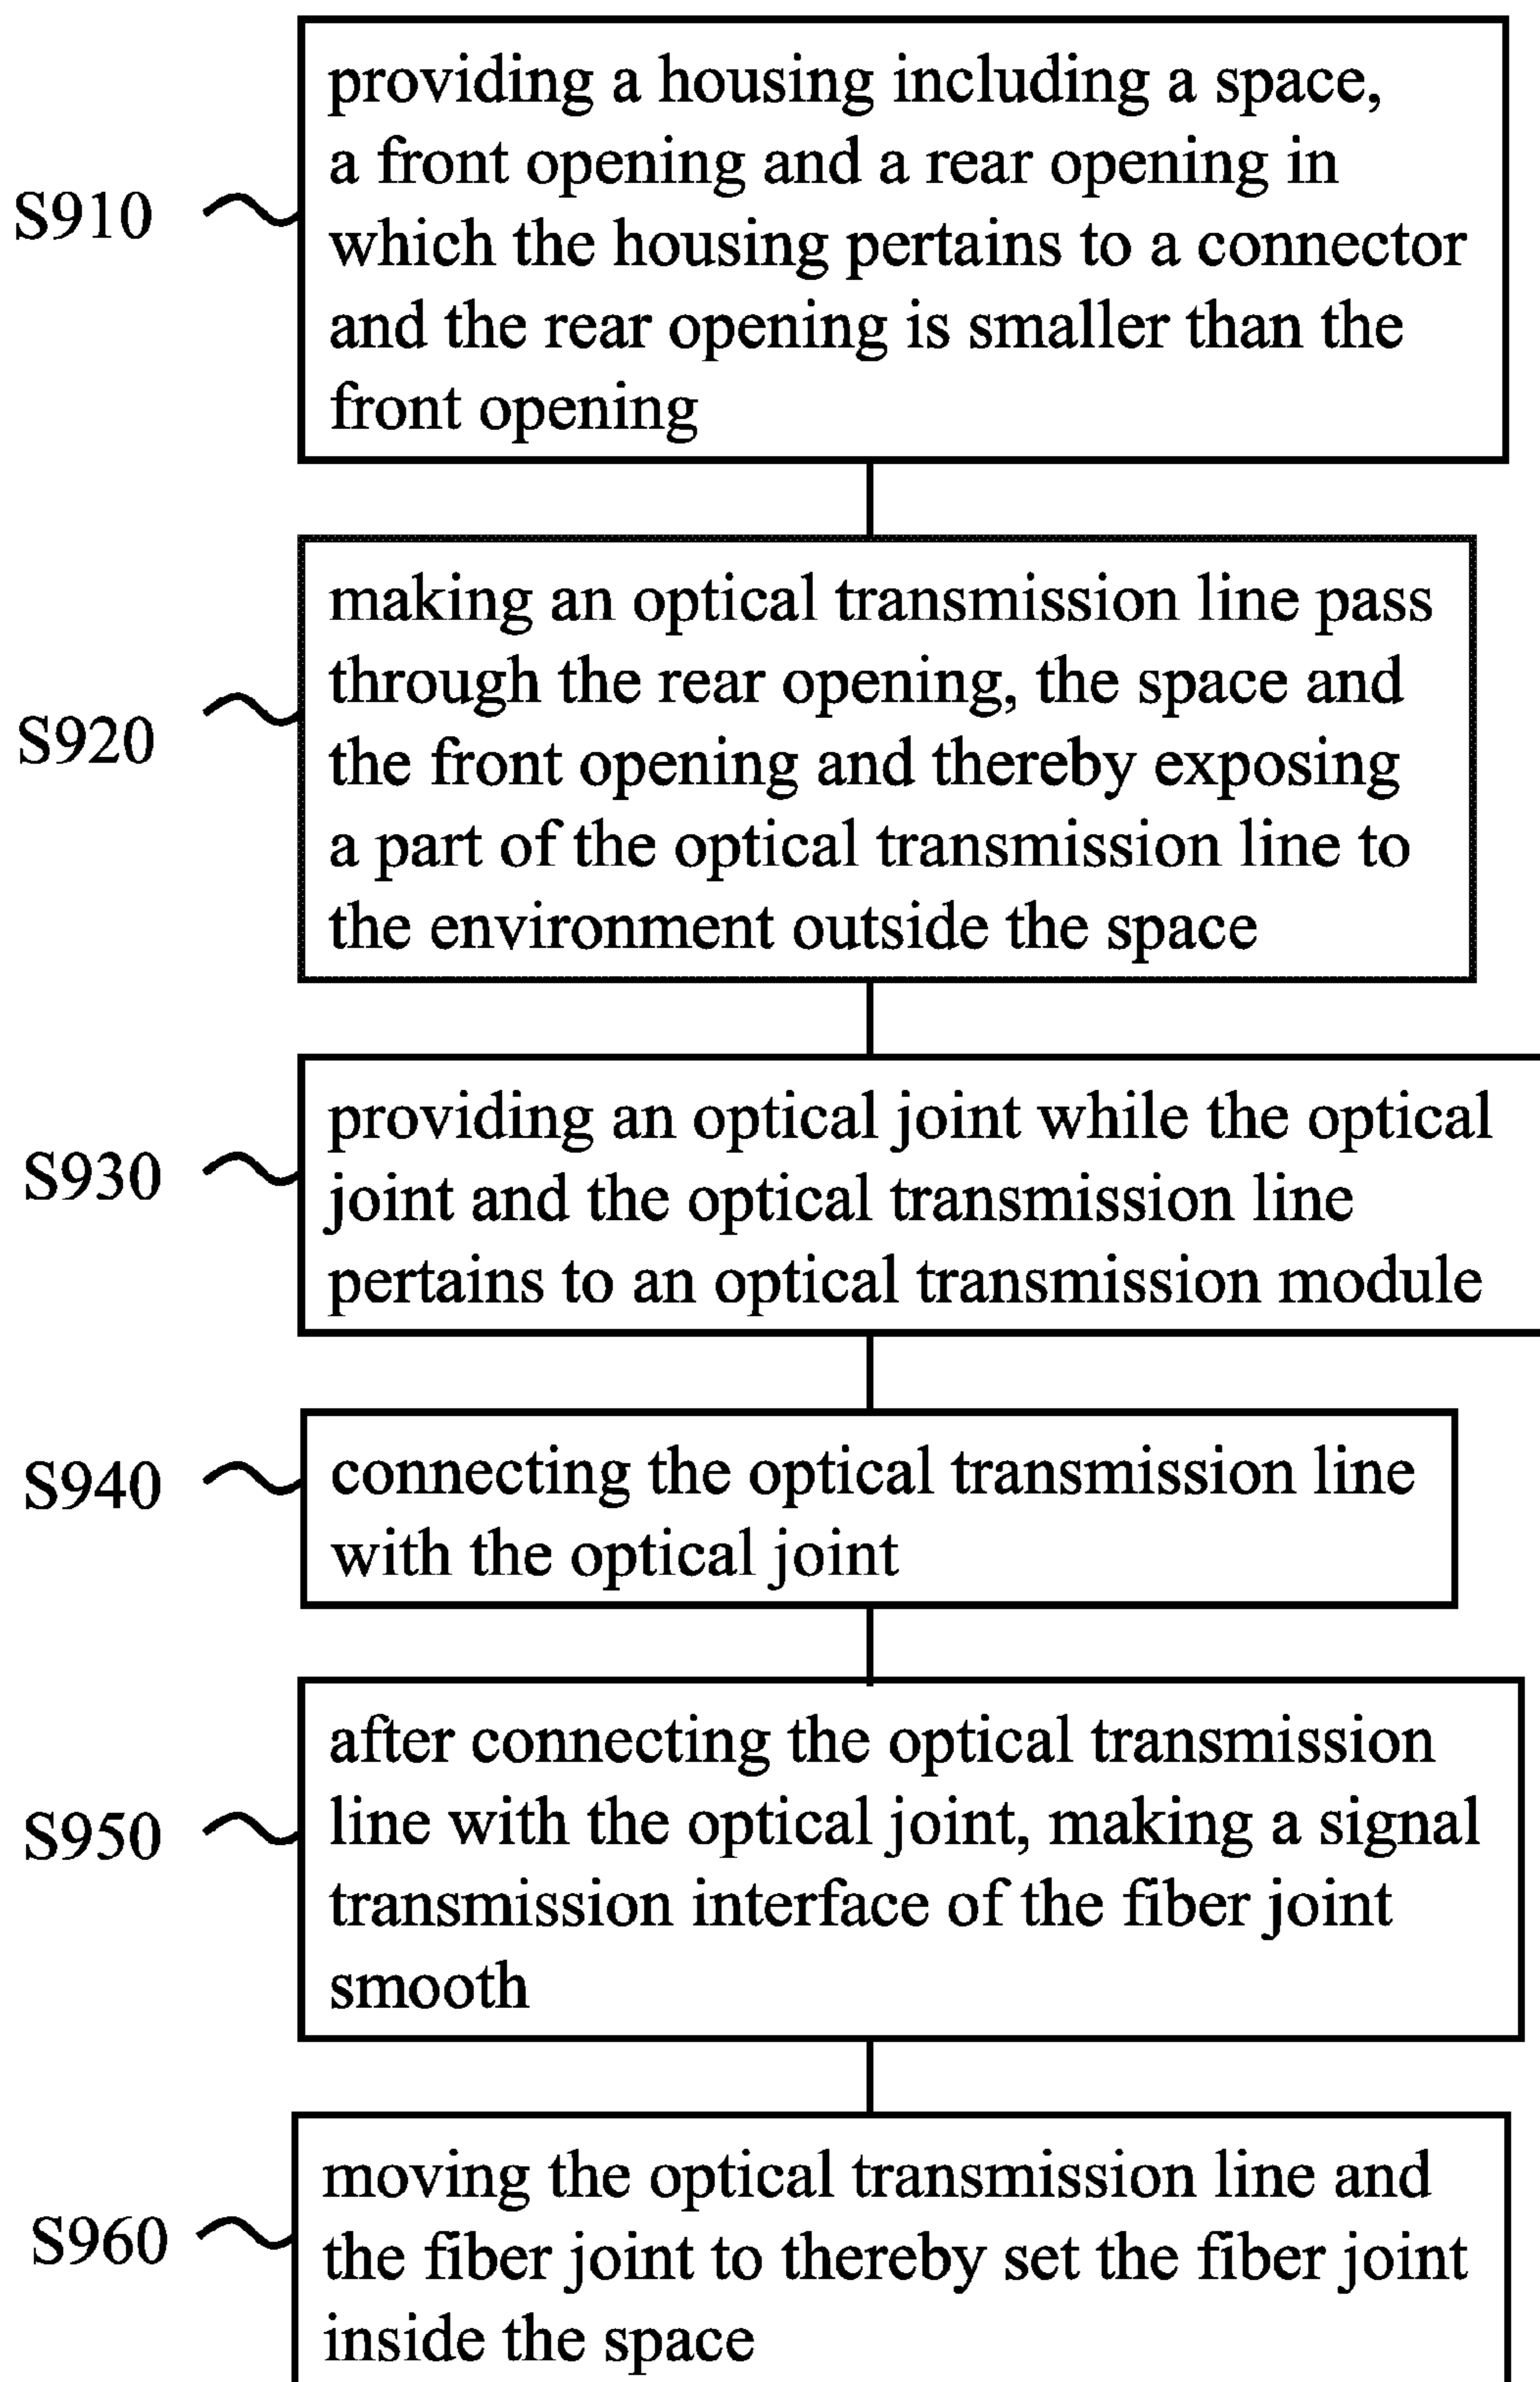 S910
providing a housing including a space,
a front opening and a rear opening in
which the housing pertains to a connector
and the rear opening is smaller than the
front opening
S920
making an optical transmission line pass
through the rear opening, the space and
the front opening and thereby exposing
a part of the optical transmission line to
the environment outside the space
S930
providing an optical joint while the optical
joint and the optical transmission line
pertains to an optical transmission module
S940
connecting the optical transmission line
with the optical joint
S950
after connecting the optical transmission
line with the optical joint, making a signal
transmission interface of the fiber joint
smooth
S960
moving the optical transmission line and
the fiber joint to thereby set the fiber joint
inside the space